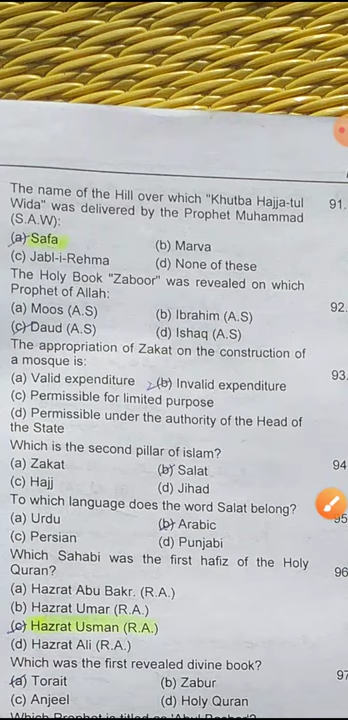 The name of the Hill over which "Khutba Hajja-tul
Wida" was delivered by the Prophet Muhammad
(S.A.W):
(a) Safa
(b) Marva
(c) Jabl-i-Rehma
(d) None of these
The Holy Book "Zaboor" was revealed on which
Prophet of Allah:
(a) Moos (A.S)
(b) Ibrahim (A.S)
(c) Daud (A.S)
(d) Ishaq (A.S)
The appropriation of Zakat on the construction of
a mosque is:
(a) Valid expenditure
(b) Invalid expenditure
(c) Permissible for limited purpose
(d) Permissible under the authority of the Head of
the State
Which is the second pillar of islam?
(a) Zakat
(b) Salat
(c) Hajj
(d) Jihad
To which language does the word Salat belong?
(a) Urdu
(b) Arabic
(c) Persian
(d) Punjabi
Which Sahabi was the first hafiz of the Holy
Quran?
(a) Hazrat Abu Bakr. (R.A.)
(b) Hazrat Umar (R.A.)
(c) Hazrat Usman (R.A.)
(d) Hazrat Ali (R.A.)
Which was the first revealed divine book?
(a) Torait
(b) Zabur
(c) Anjeel
(d) Holy Quran
91.
92.
93.
94
95
96
97